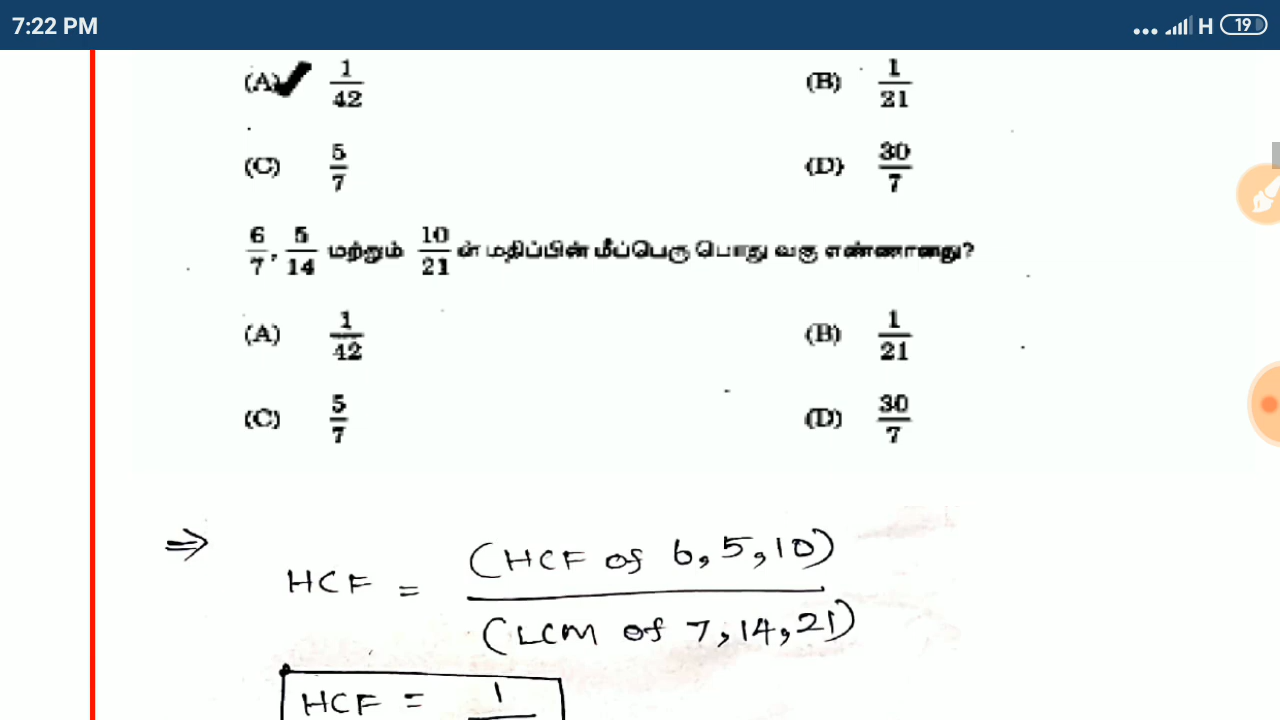 7:22 PM ... H 19
(A) 1/42 (B) 1/21
(C) 5/7 (D) 30/7
6/7, 5/14 மற்றும் 10/21 ள் மதிப்பின் மீப்பெரு பொது வகு எண்ணானது?
(A) 1/42 (B) 1/21
(C) 5/7 (D) 30/7
⇒ HCF = (HCF of 6, 5, 10) / (LCM of 7, 14, 21)
HCF = 1